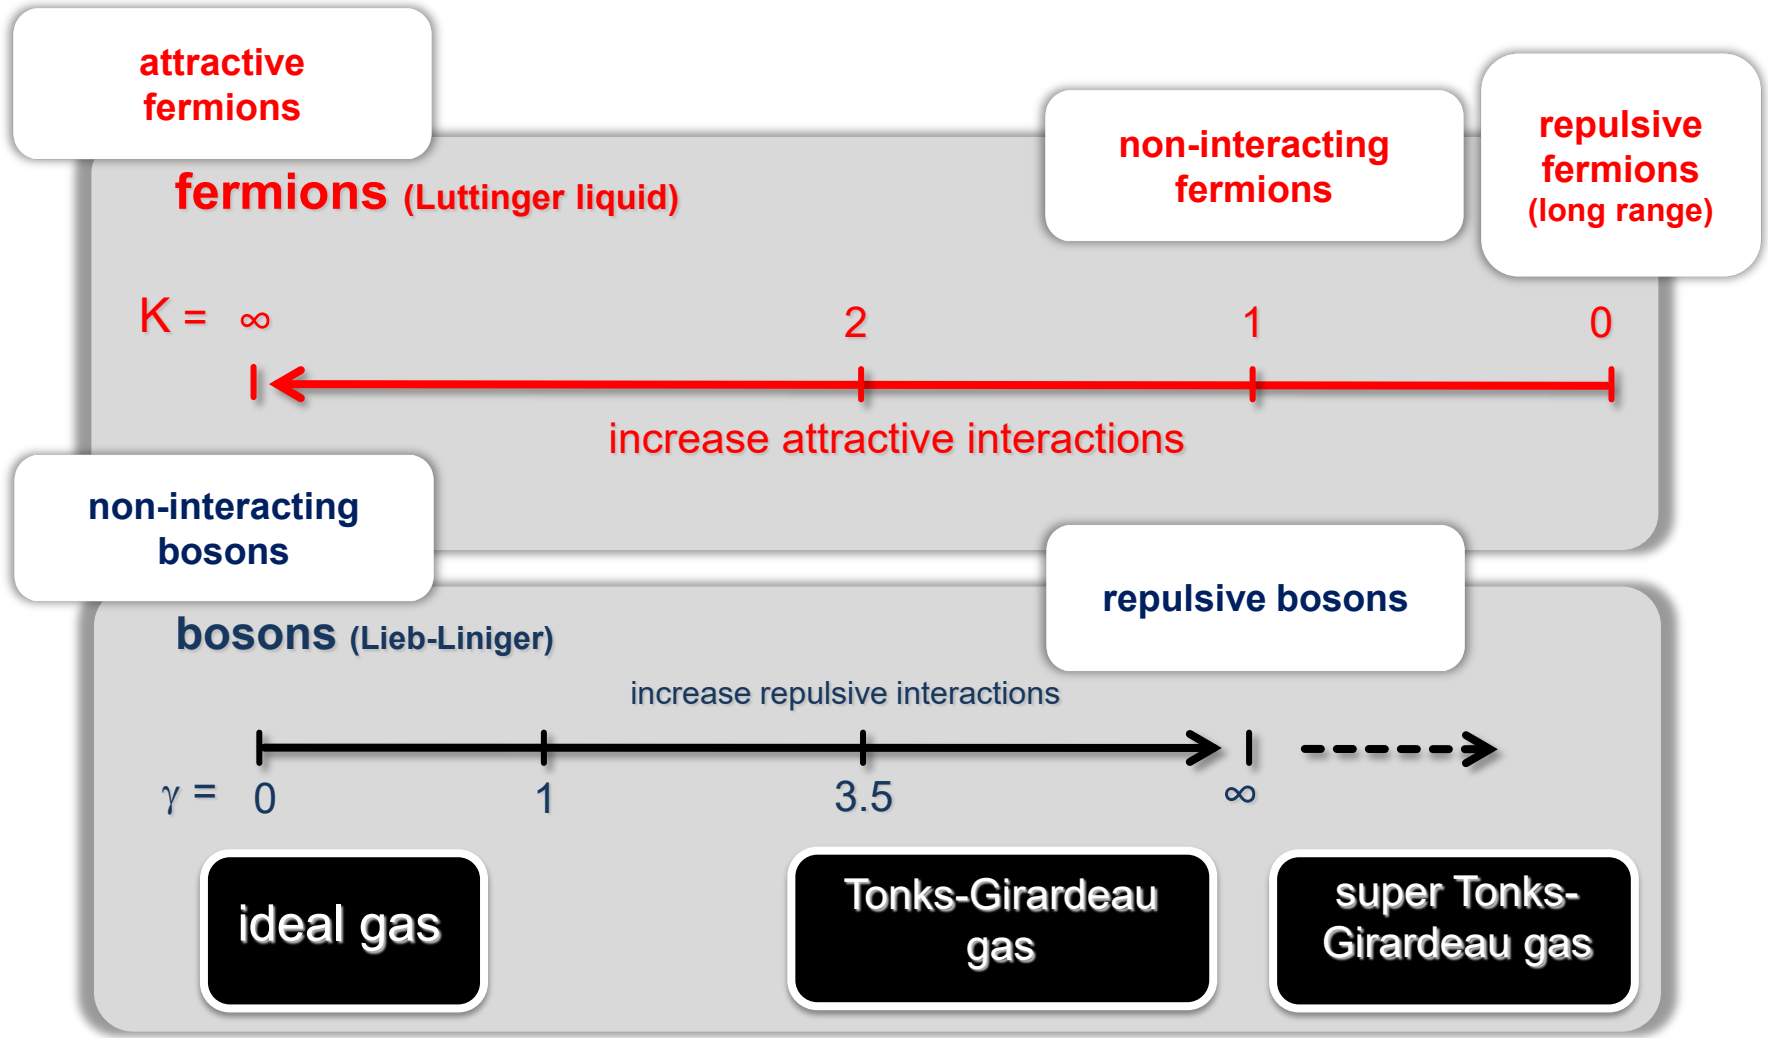 attractive
fermions
non-interacting
fermions
repulsive
fermions
(long range)
fermions (Luttinger liquid)
K = ∞ 2 1 0
increase attractive interactions
non-interacting
bosons
repulsive bosons
bosons (Lieb-Liniger)
increase repulsive interactions
γ = 0 1 3.5 ∞
ideal gas
Tonks-Girardeau
gas
super Tonks-
Girardeau gas